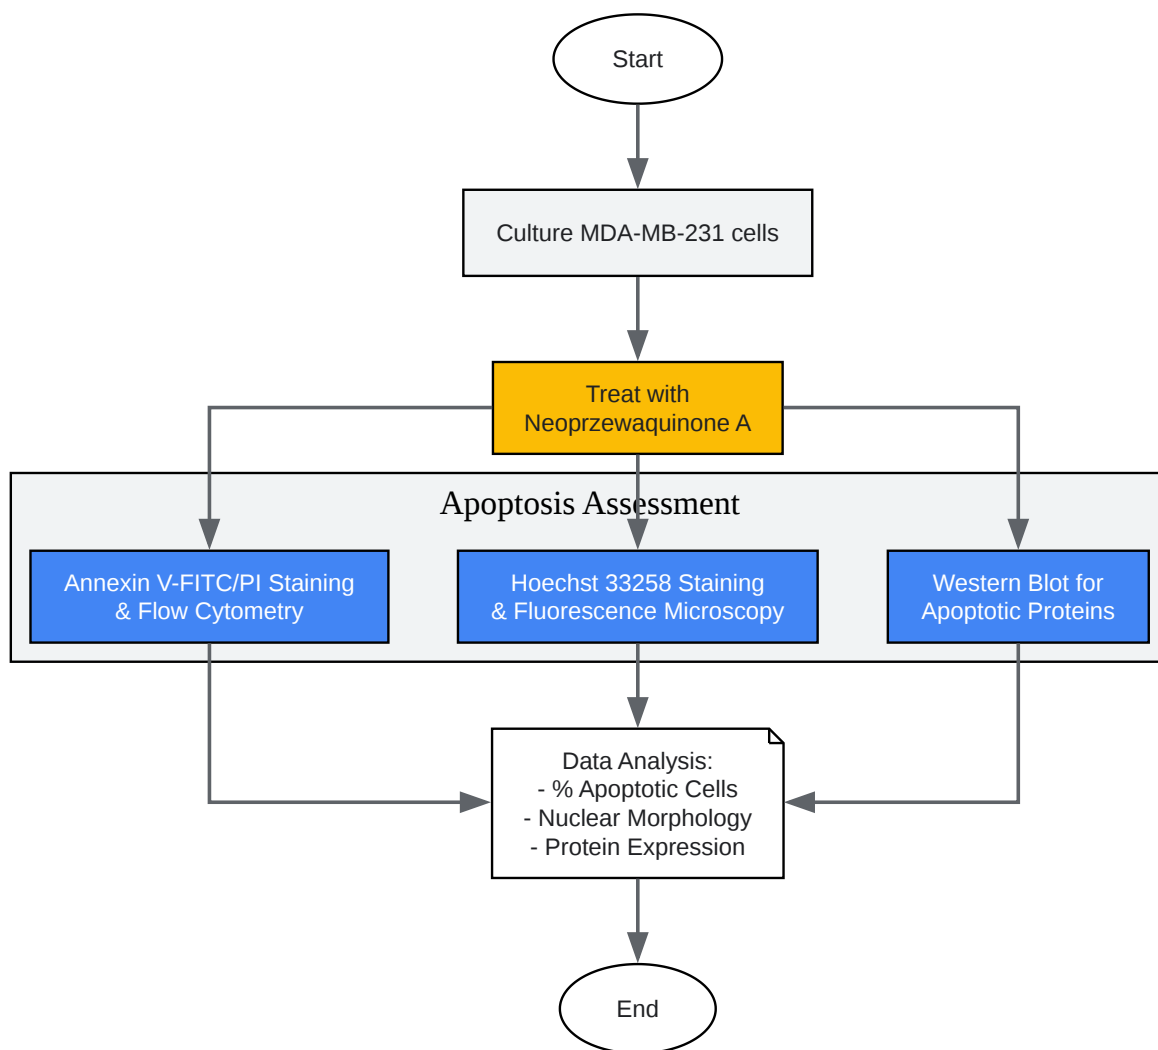 Start
Culture MDA-MB-231 cells
Treat with
Neoprzewaquinone A
Apoptosis Assessment
Annexin V-FITC/PI Staining
& Flow Cytometry
Hoechst 33258 Staining
& Fluorescence Microscopy
Western Blot for
Apoptotic Proteins
Data Analysis:
- % Apoptotic Cells
- Nuclear Morphology
- Protein Expression
End